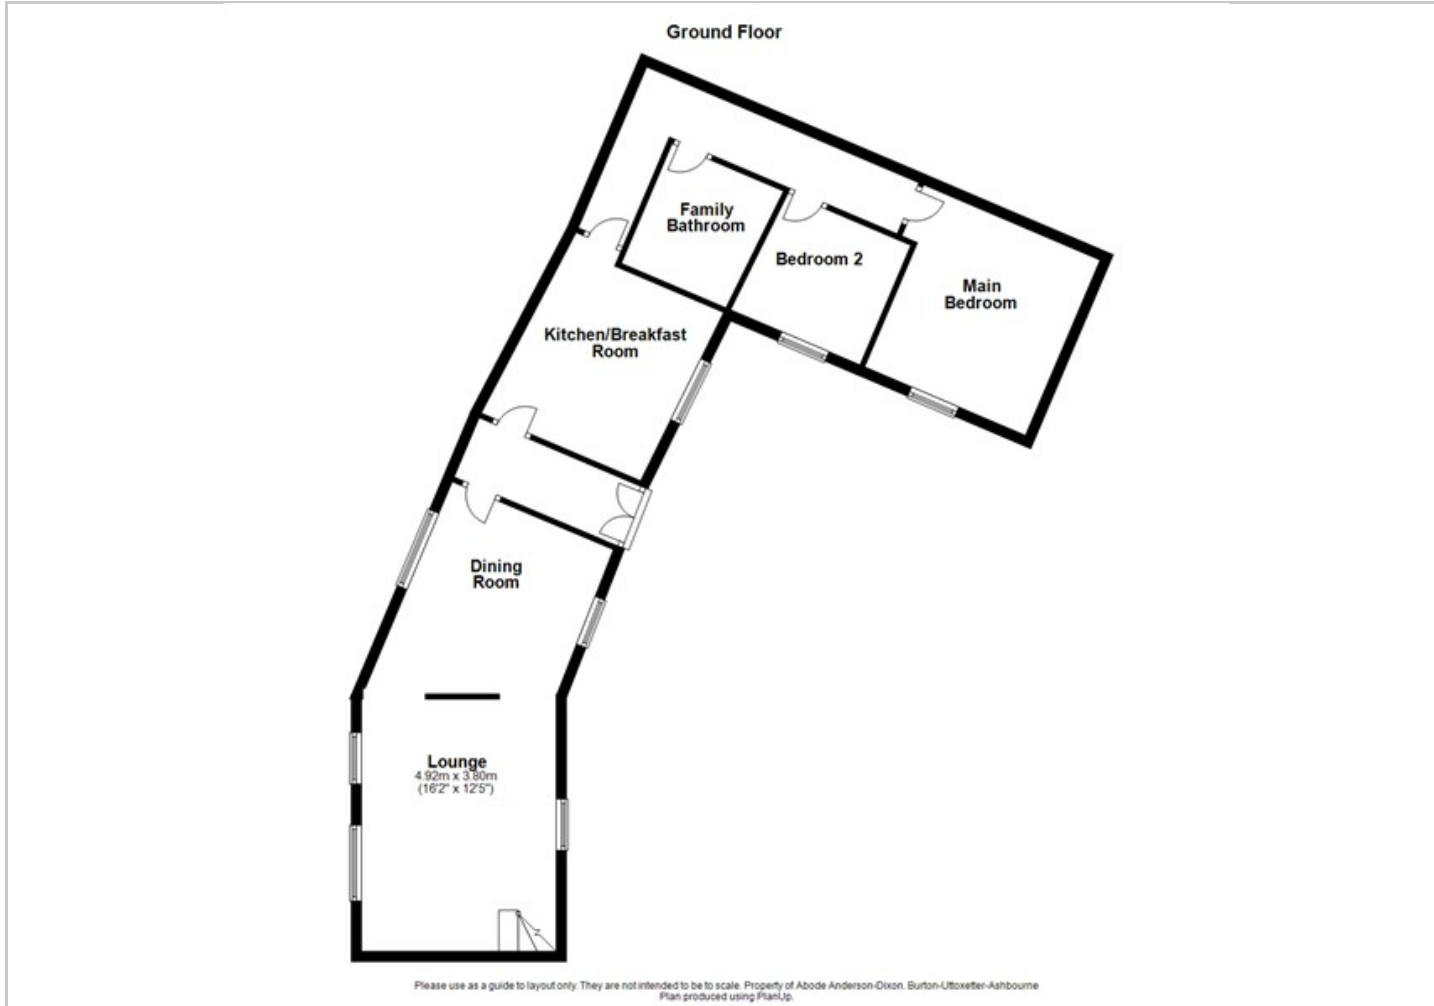 Ground Floor
Family
Bathroom
Bedroom 2
Main
Bedroom
Kitchen/Breakfast
Room
Dining
Room
Lounge
4.92m x 3.80m
(16'2" x 12'5")
Please use as a guide to layout only. They are not intended to be to scale. Property of Abode Anderson-Dixon. Burton-Uttoxetter-Ashbourne
Plan produced using PlanUp.